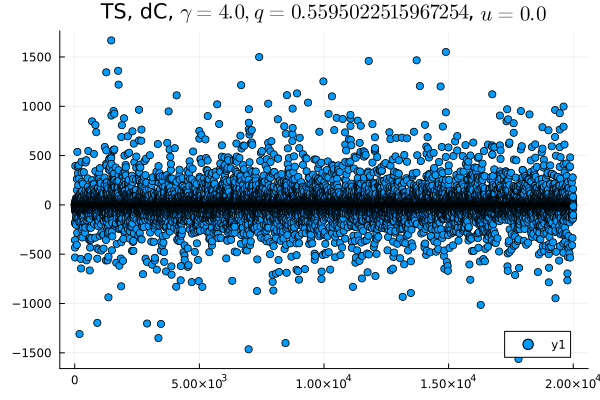 TS, dC, γ = 4.0, q = 0.5595022515967254, u = 0.0
1500
1000
500
0
−500
−1000
−1500
y1
0 5.00×10³ 1.00×10⁴ 1.50×10⁴ 2.00×10⁴